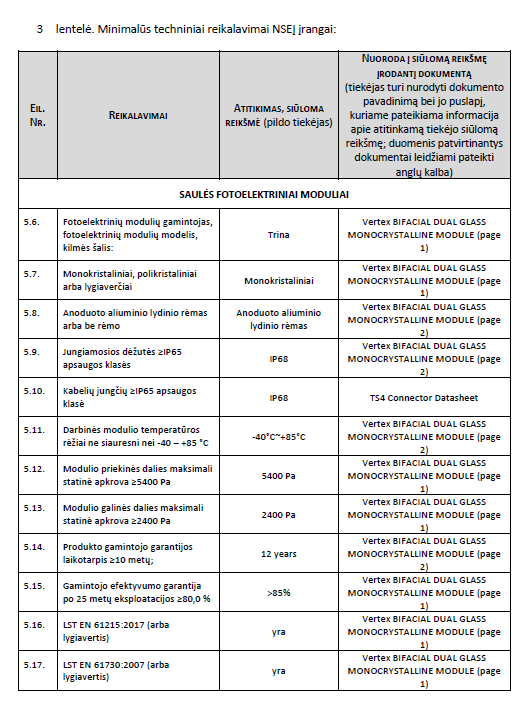 3 lentelė. Minimalūs techniniai reikalavimai NSEĮ įrangai:
EIL. NR.
REIKALAVIMAI
ATITIKIMAS, SIŪLOMA
REIKŠMĖ (pildo tiekėjas)
NUORODA Į SIŪLOMĄ REIKŠMĘ
ĮRODANTĮ DOKUMENTĄ
(tiekėjas turi nurodyti dokumento
pavadinimą bei jo puslapį,
kuriame pateikiama informacija
apie atitinkamą tiekėjo siūlomą
reikšmę; duomenis patvirtinantys
dokumentai leidžiami pateikti
anglų kalba)
SAULĖS FOTOELEKTRINIAI MODULIAI
5.6.
Fotoelektrinių modulių gamintojas,
fotoelektrinių modulių modelis,
kilmės šalis:
Trina
Vertex BIFACIAL DUAL GLASS
MONOCRYSTALLINE MODULE (page
1)
5.7.
Monokristaliniai, polikristaliniai
arba lygiaverčiai
Monokristaliniai
Vertex BIFACIAL DUAL GLASS
MONOCRYSTALLINE MODULE (page
1)
5.8.
Anoduoto aliuminio lydinio rėmas
arba be rėmo
Anoduoto aliuminio
lydinio rėmas
Vertex BIFACIAL DUAL GLASS
MONOCRYSTALLINE MODULE (page
2)
5.9.
Jungiamosios dėžutės ≥IP65
apsaugos klasės
IP68
Vertex BIFACIAL DUAL GLASS
MONOCRYSTALLINE MODULE (page
2)
5.10.
Kabelių jungčių ≥IP65 apsaugos
klasė
IP68
TS4 Connector Datasheet
5.11.
Darbinės modulio temperatūros
rėžiai ne siauresni nei -40 – +85 °C
-40°C~+85°C
Vertex BIFACIAL DUAL GLASS
MONOCRYSTALLINE MODULE (page
2)
5.12.
Modulio priekinės dalies maksimali
statinė apkrova ≥5400 Pa
5400 Pa
Vertex BIFACIAL DUAL GLASS
MONOCRYSTALLINE MODULE (page
1)
5.13.
Modulio galinės dalies maksimali
statinė apkrova ≥2400 Pa
2400 Pa
Vertex BIFACIAL DUAL GLASS
MONOCRYSTALLINE MODULE (page
1)
5.14.
Produkto gamintojo garantijos
laikotarpis ≥10 metų;
12 years
Vertex BIFACIAL DUAL GLASS
MONOCRYSTALLINE MODULE (page
2)
5.15.
Gamintojo efektyvumo garantija
po 25 metų eksploatacijos ≥80,0 %
>85%
Vertex BIFACIAL DUAL GLASS
MONOCRYSTALLINE MODULE (page
1)
5.16.
LST EN 61215:2017 (arba
lygiavertis)
yra
Vertex BIFACIAL DUAL GLASS
MONOCRYSTALLINE MODULE (page
1)
5.17.
LST EN 61730:2007 (arba
lygiavertis)
yra
Vertex BIFACIAL DUAL GLASS
MONOCRYSTALLINE MODULE (page
1)